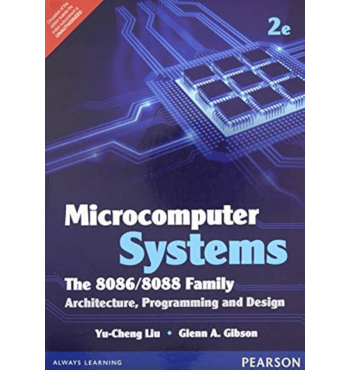 2e
Microcomputer
Systems
The 8086/8088 Family
Architecture, Programming and Design
Yu-Cheng Liu • Glenn A. Gibson
ALWAYS LEARNING
PEARSON